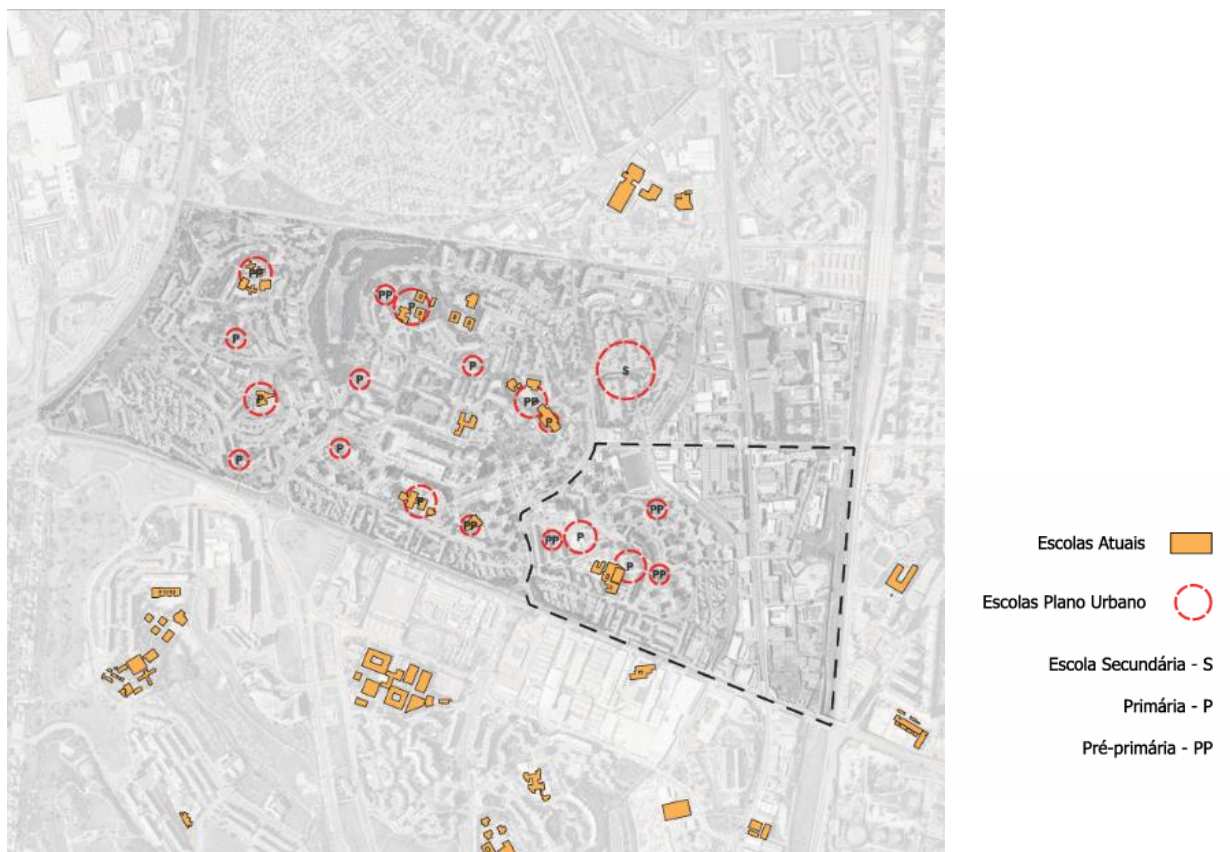 PP
PP
P
P
P
P
S
P
PP
P
P
P
P
PP
PP
PP
P
P
PP
Escolas Atuais
Escolas Plano Urbano
Escola Secundária - S
Primária - P
Pré-primária - PP